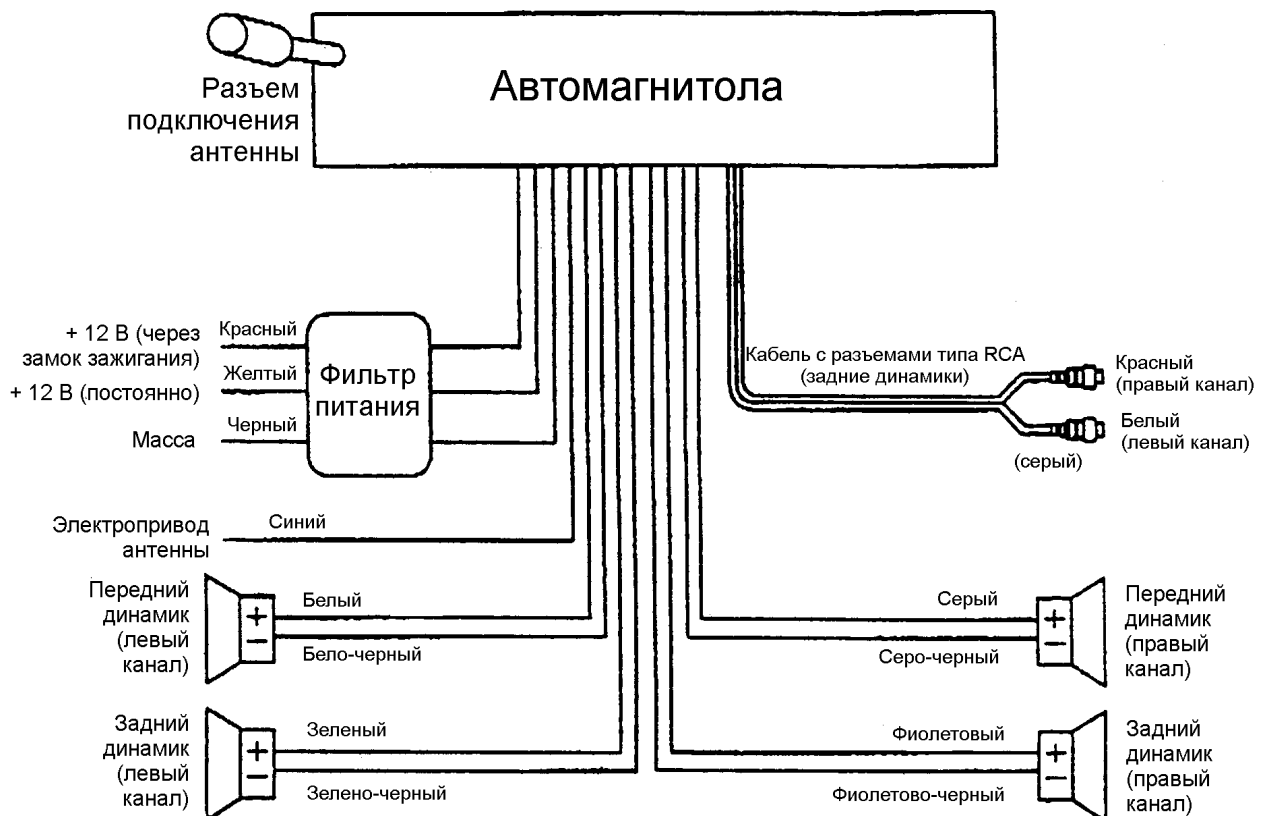 Автомагнитола
Разъем
подключения
антенны
+ 12 В (через
замок зажигания)
Красный
+ 12 В (постоянно)
Желтый
Масса
Черный
Фильтр
питания
Кабель с разъемами типа RCA
(задние динамики)
Красный
(правый канал)
Белый
(левый канал)
(серый)
Электропривод
антенны
Синий
Передний
динамик
(левый
канал)
+
−
Белый
Бело-черный
Серый
Серо-черный
+
−
Передний
динамик
(правый
канал)
Задний
динамик
(левый
канал)
+
−
Зеленый
Зелено-черный
Фиолетовый
Фиолетово-черный
+
−
Задний
динамик
(правый
канал)